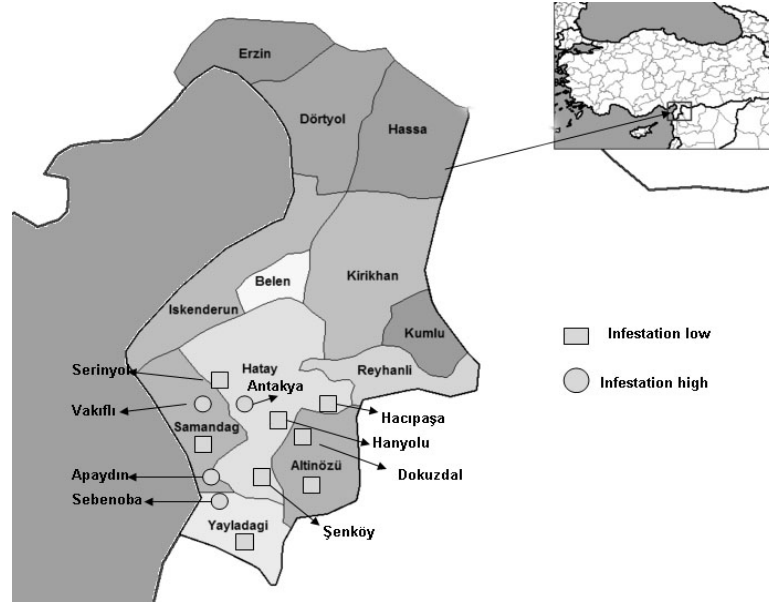 Erzin
Dörtyol
Hassa
Belen
Kirikhan
Iskenderun
Kumlu
Infestation low
Serinyol
Hatay
Reyhanli
Antakya
Infestation high
Vakıflı
Samandag
Hacıpaşa
Hanyolu
Apaydın
Altinözü
Dokuzdal
Sebenoba
Yayladagi
Şenköy